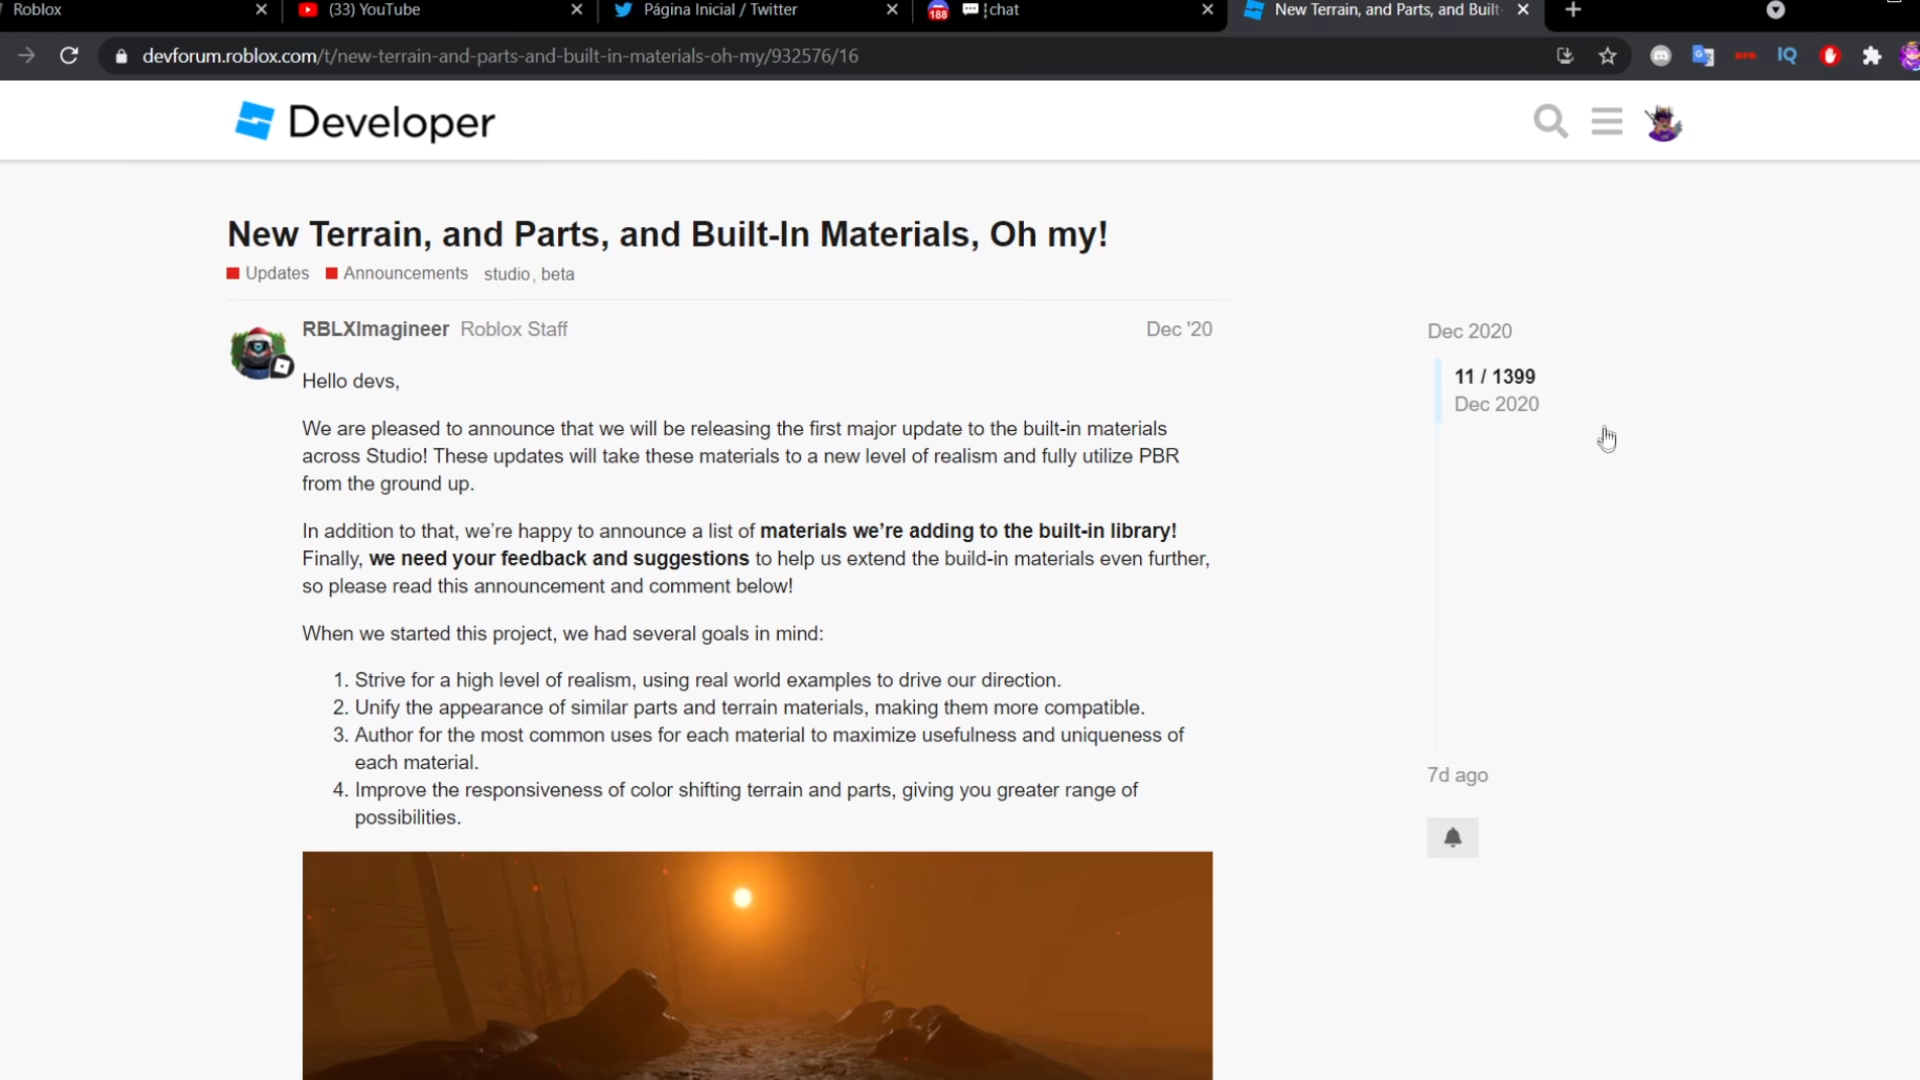 Roblox
(33) YouTube
Página Inicial / Twitter
188
chat
New Terrain, and Parts, and Built-
devforum.roblox.com/t/new-terrain-and-parts-and-built-in-materials-oh-my/932576/16
IQ
Developer
New Terrain, and Parts, and Built-In Materials, Oh my!
Updates Announcements studio, beta
RBLXImagineer Roblox Staff Dec '20
Dec 2020
11 / 1399
Dec 2020
Hello devs,
We are pleased to announce that we will be releasing the first major update to the built-in materials
across Studio! These updates will take these materials to a new level of realism and fully utilize PBR
from the ground up.
In addition to that, we’re happy to announce a list of materials we’re adding to the built-in library!
Finally, we need your feedback and suggestions to help us extend the build-in materials even further,
so please read this announcement and comment below!
When we started this project, we had several goals in mind:
1. Strive for a high level of realism, using real world examples to drive our direction.
2. Unify the appearance of similar parts and terrain materials, making them more compatible.
3. Author for the most common uses for each material to maximize usefulness and uniqueness of
each material.
4. Improve the responsiveness of color shifting terrain and parts, giving you greater range of
possibilities.
7d ago